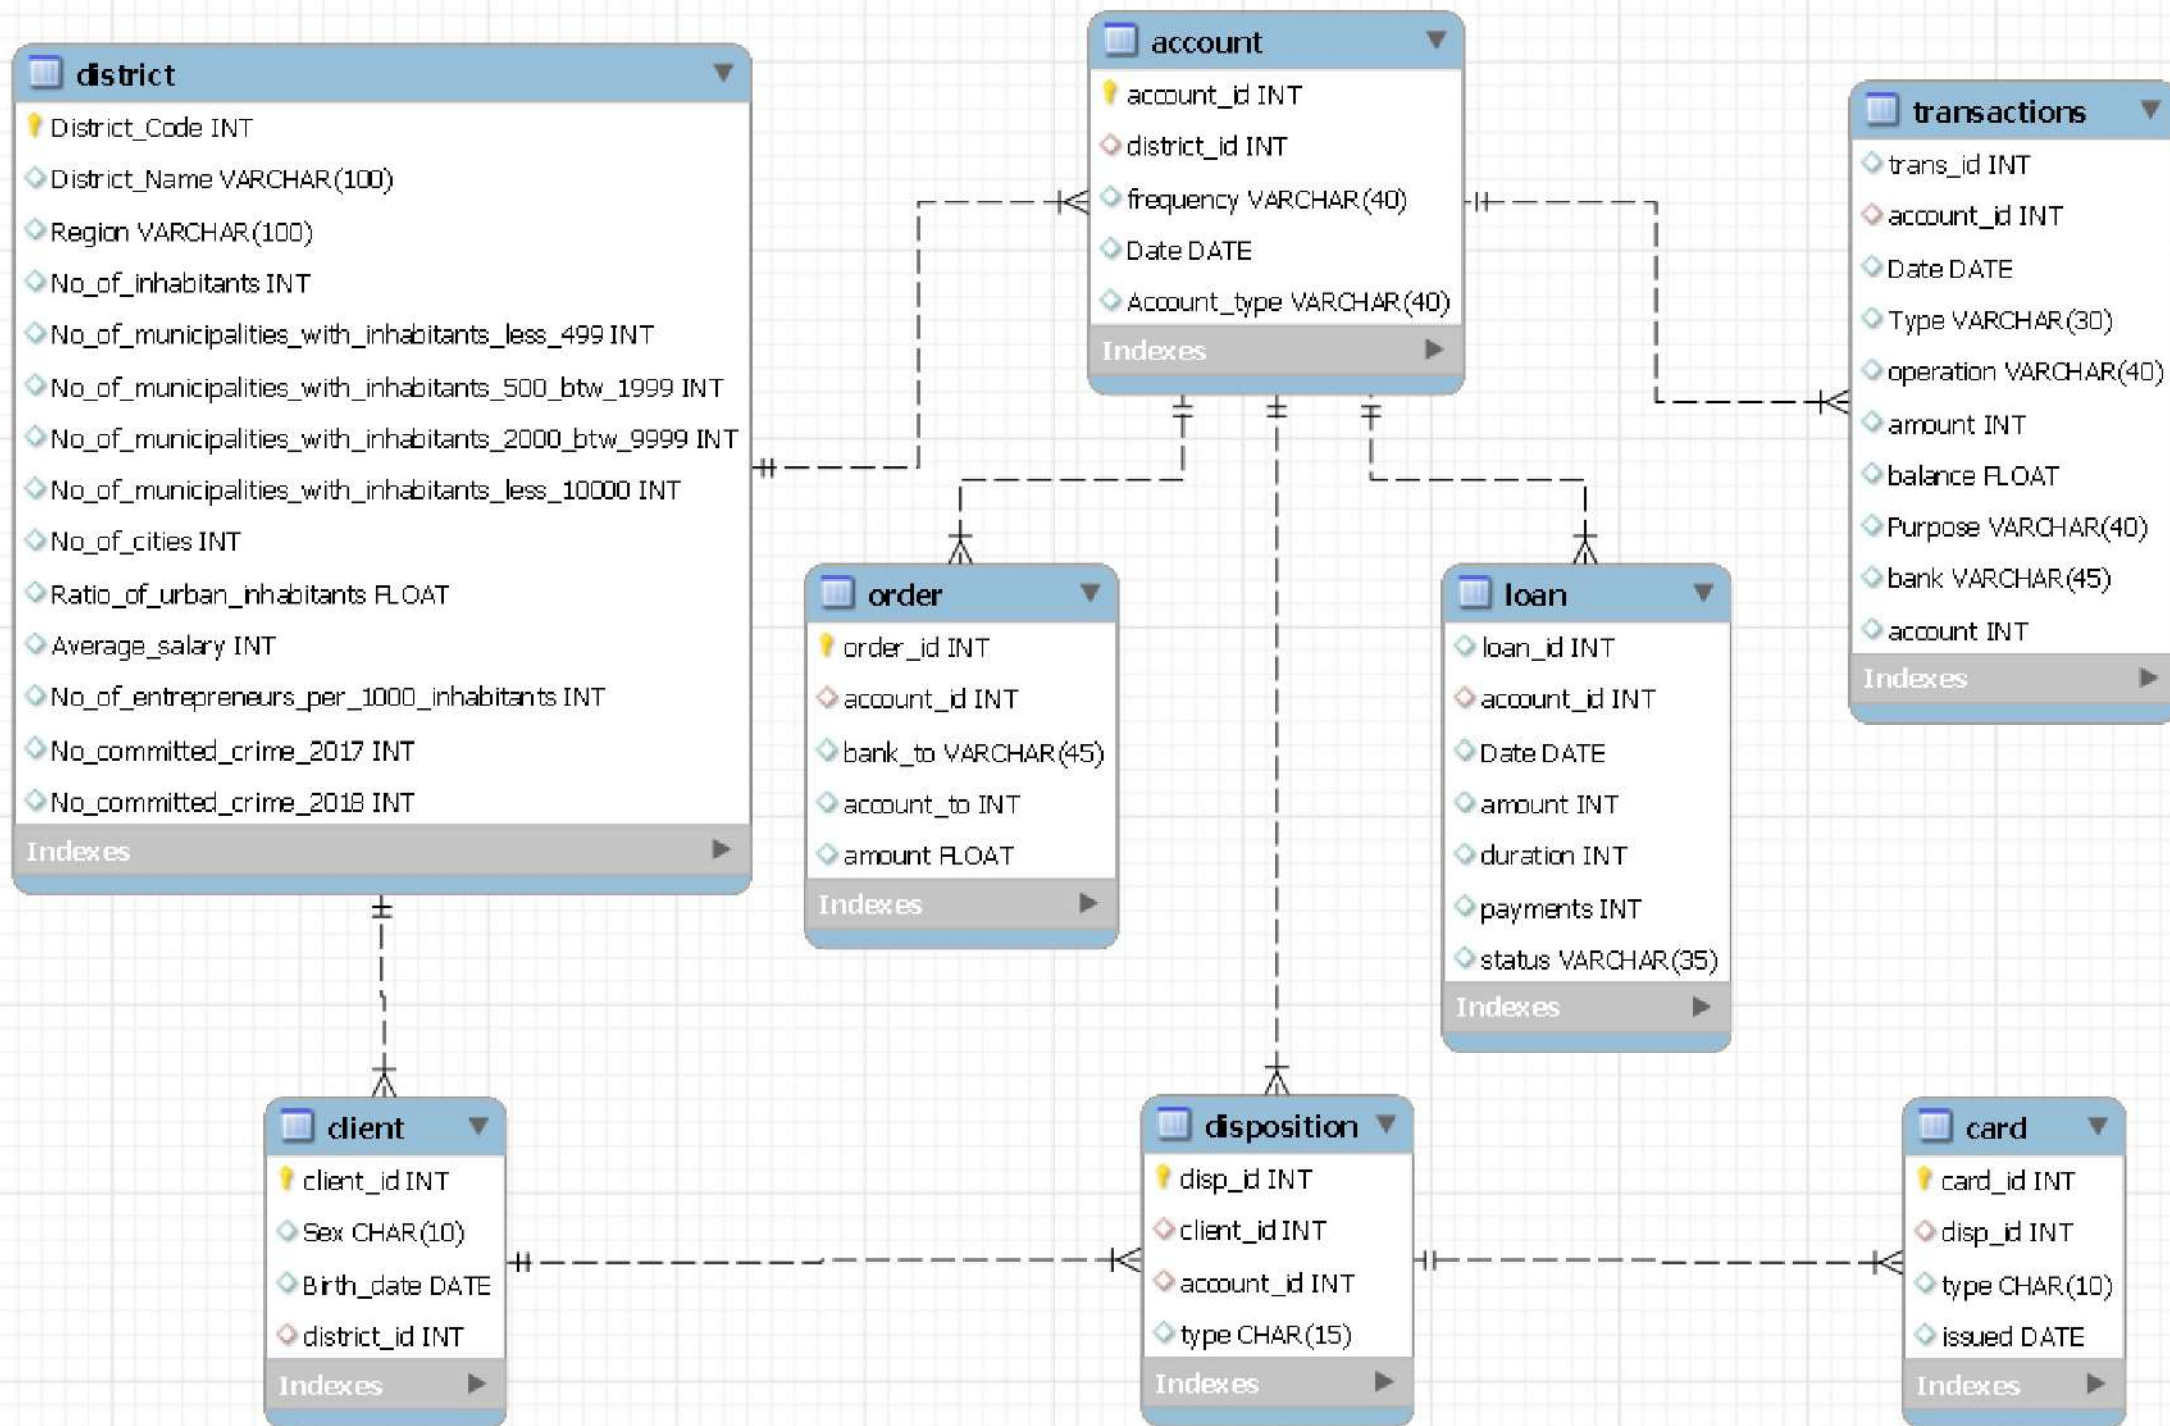 district
District_Code INT
District_Name VARCHAR(100)
Region VARCHAR(100)
No_of_inhabitants INT
No_of_municipalities_with_inhabitants_less_499 INT
No_of_municipalities_with_inhabitants_500_btw_1999 INT
No_of_municipalities_with_inhabitants_2000_btw_9999 INT
No_of_municipalities_with_inhabitants_less_10000 INT
No_of_cities INT
Ratio_of_urban_inhabitants FLOAT
Average_salary INT
No_of_entrepreneurs_per_1000_inhabitants INT
No_committed_crime_2017 INT
No_committed_crime_2018 INT
Indexes
account
account_id INT
district_id INT
frequency VARCHAR(40)
Date DATE
Account_type VARCHAR(40)
Indexes
transactions
trans_id INT
account_id INT
Date DATE
Type VARCHAR(30)
operation VARCHAR(40)
amount INT
balance FLOAT
Purpose VARCHAR(40)
bank VARCHAR(45)
account INT
Indexes
order
order_id INT
account_id INT
bank_to VARCHAR(45)
account_to INT
amount FLOAT
Indexes
loan
loan_id INT
account_id INT
Date DATE
amount INT
duration INT
payments INT
status VARCHAR(35)
Indexes
client
client_id INT
Sex CHAR(10)
Birth_date DATE
district_id INT
Indexes
disposition
disp_id INT
client_id INT
account_id INT
type CHAR(15)
Indexes
card
card_id INT
disp_id INT
type CHAR(10)
issued DATE
Indexes